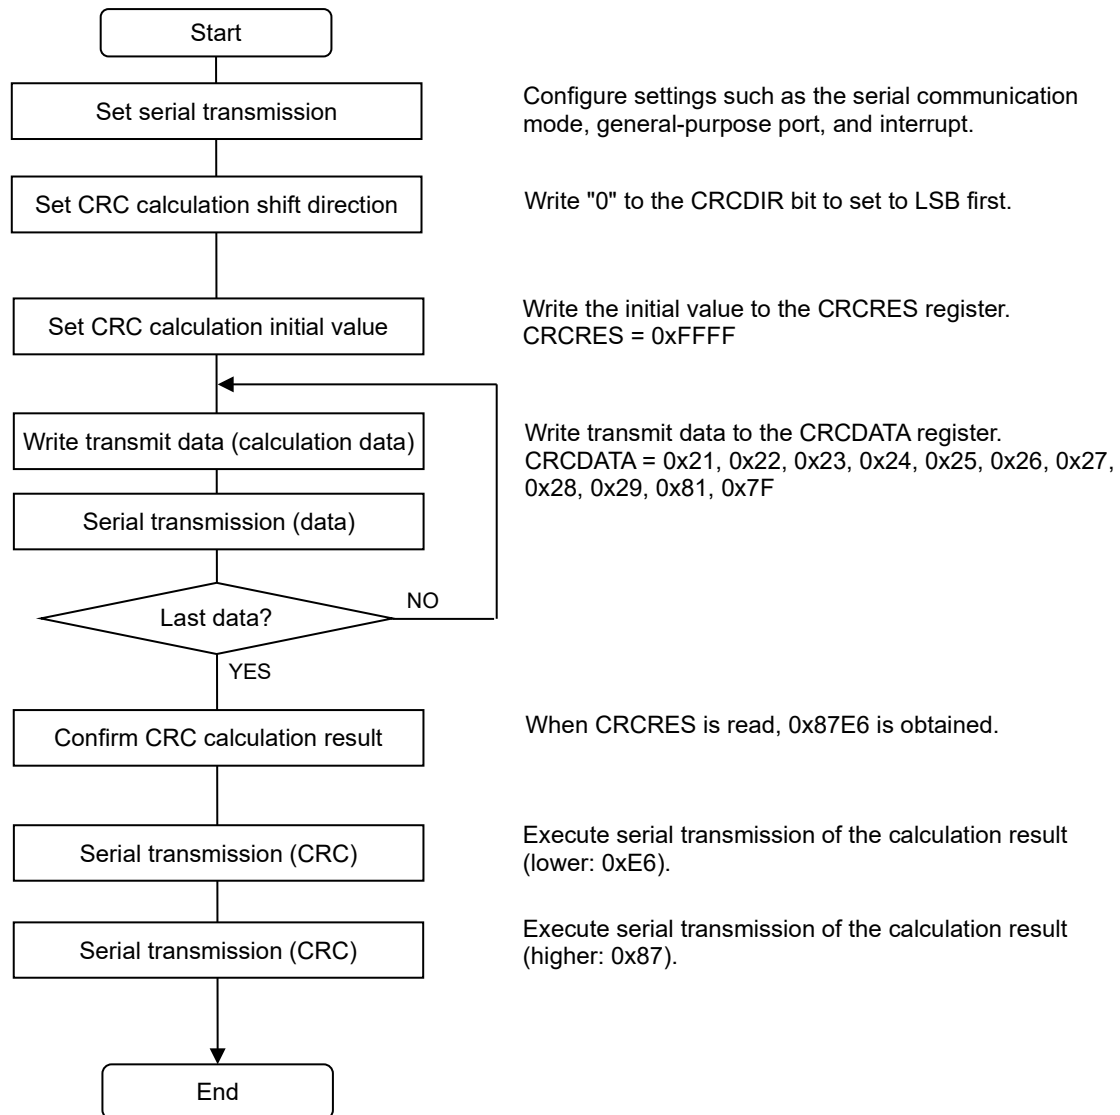 Start
Set serial transmission
Configure settings such as the serial communication
mode, general-purpose port, and interrupt.
Set CRC calculation shift direction
Write "0" to the CRCDIR bit to set to LSB first.
Set CRC calculation initial value
Write the initial value to the CRCRES register.
CRCRES = 0xFFFF
Write transmit data (calculation data)
Write transmit data to the CRCDATA register.
CRCDATA = 0x21, 0x22, 0x23, 0x24, 0x25, 0x26, 0x27,
0x28, 0x29, 0x81, 0x7F
Serial transmission (data)
Last data?
NO
YES
Confirm CRC calculation result
When CRCRES is read, 0x87E6 is obtained.
Serial transmission (CRC)
Execute serial transmission of the calculation result
(lower: 0xE6).
Serial transmission (CRC)
Execute serial transmission of the calculation result
(higher: 0x87).
End